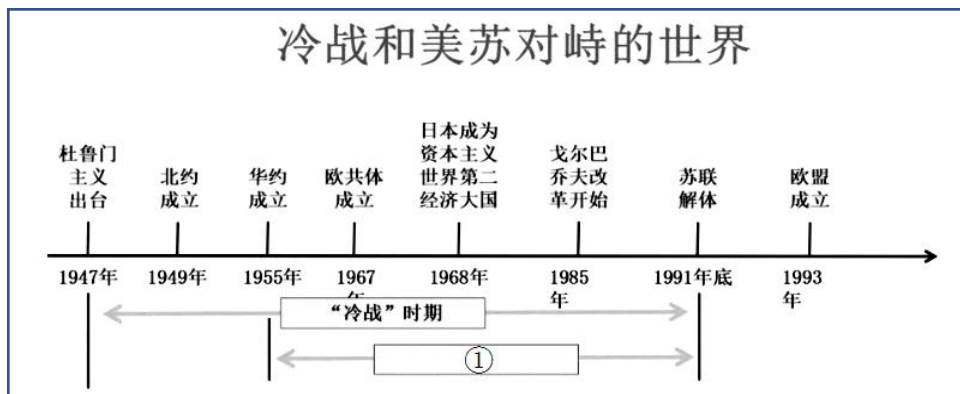 冷战和美苏对峙的世界
杜鲁门
主义
出台
北约
成立
华约
成立
欧共体
成立
日本成为
资本主义
世界第二
经济大国
戈尔巴
乔夫改
革开始
苏联
解体
欧盟
成立
1947年
1949年
1955年
1967
年
1968年
1985
年
1991年底
1993
年
“冷战”时期
①